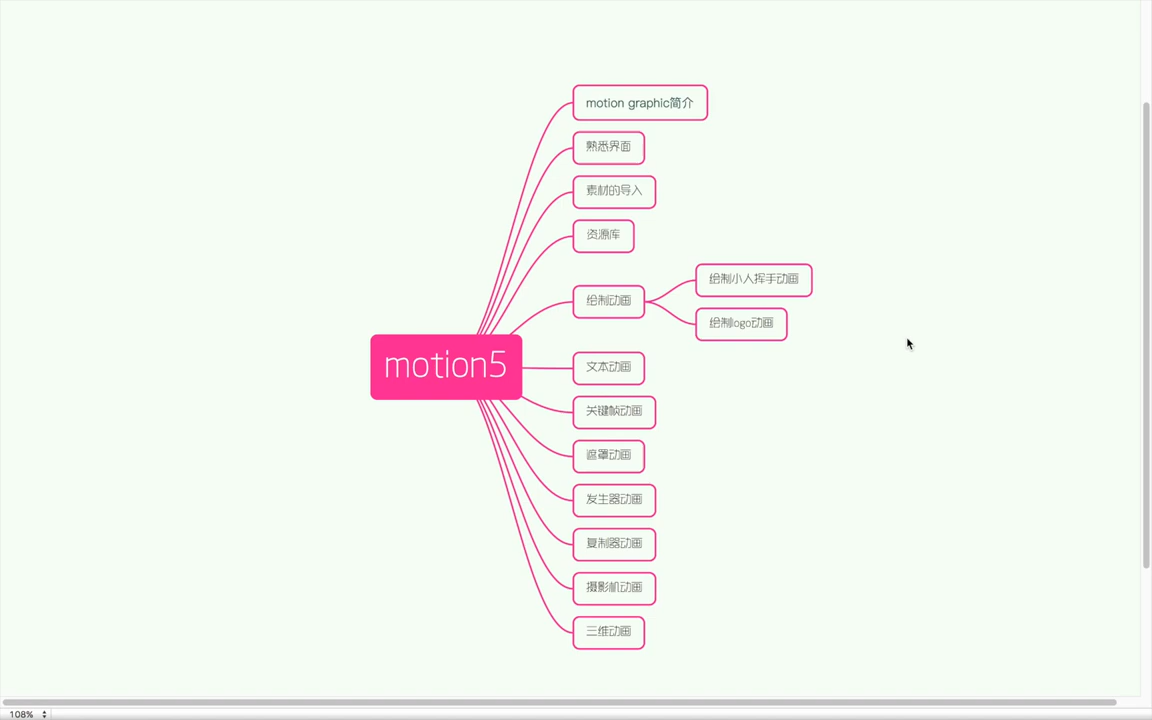 motion graphic简介
熟悉界面
素材的导入
资源库
绘制小人挥手动画
绘制动画
绘制logo动画
motion5
文本动画
关键帧动画
遮罩动画
发生器动画
复制器动画
摄影机动画
三维动画
108%